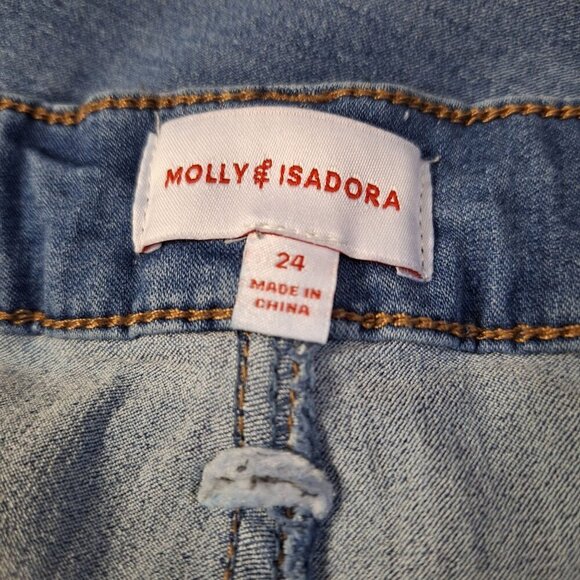 MOLLY & ISADORA
24
MADE IN
CHINA